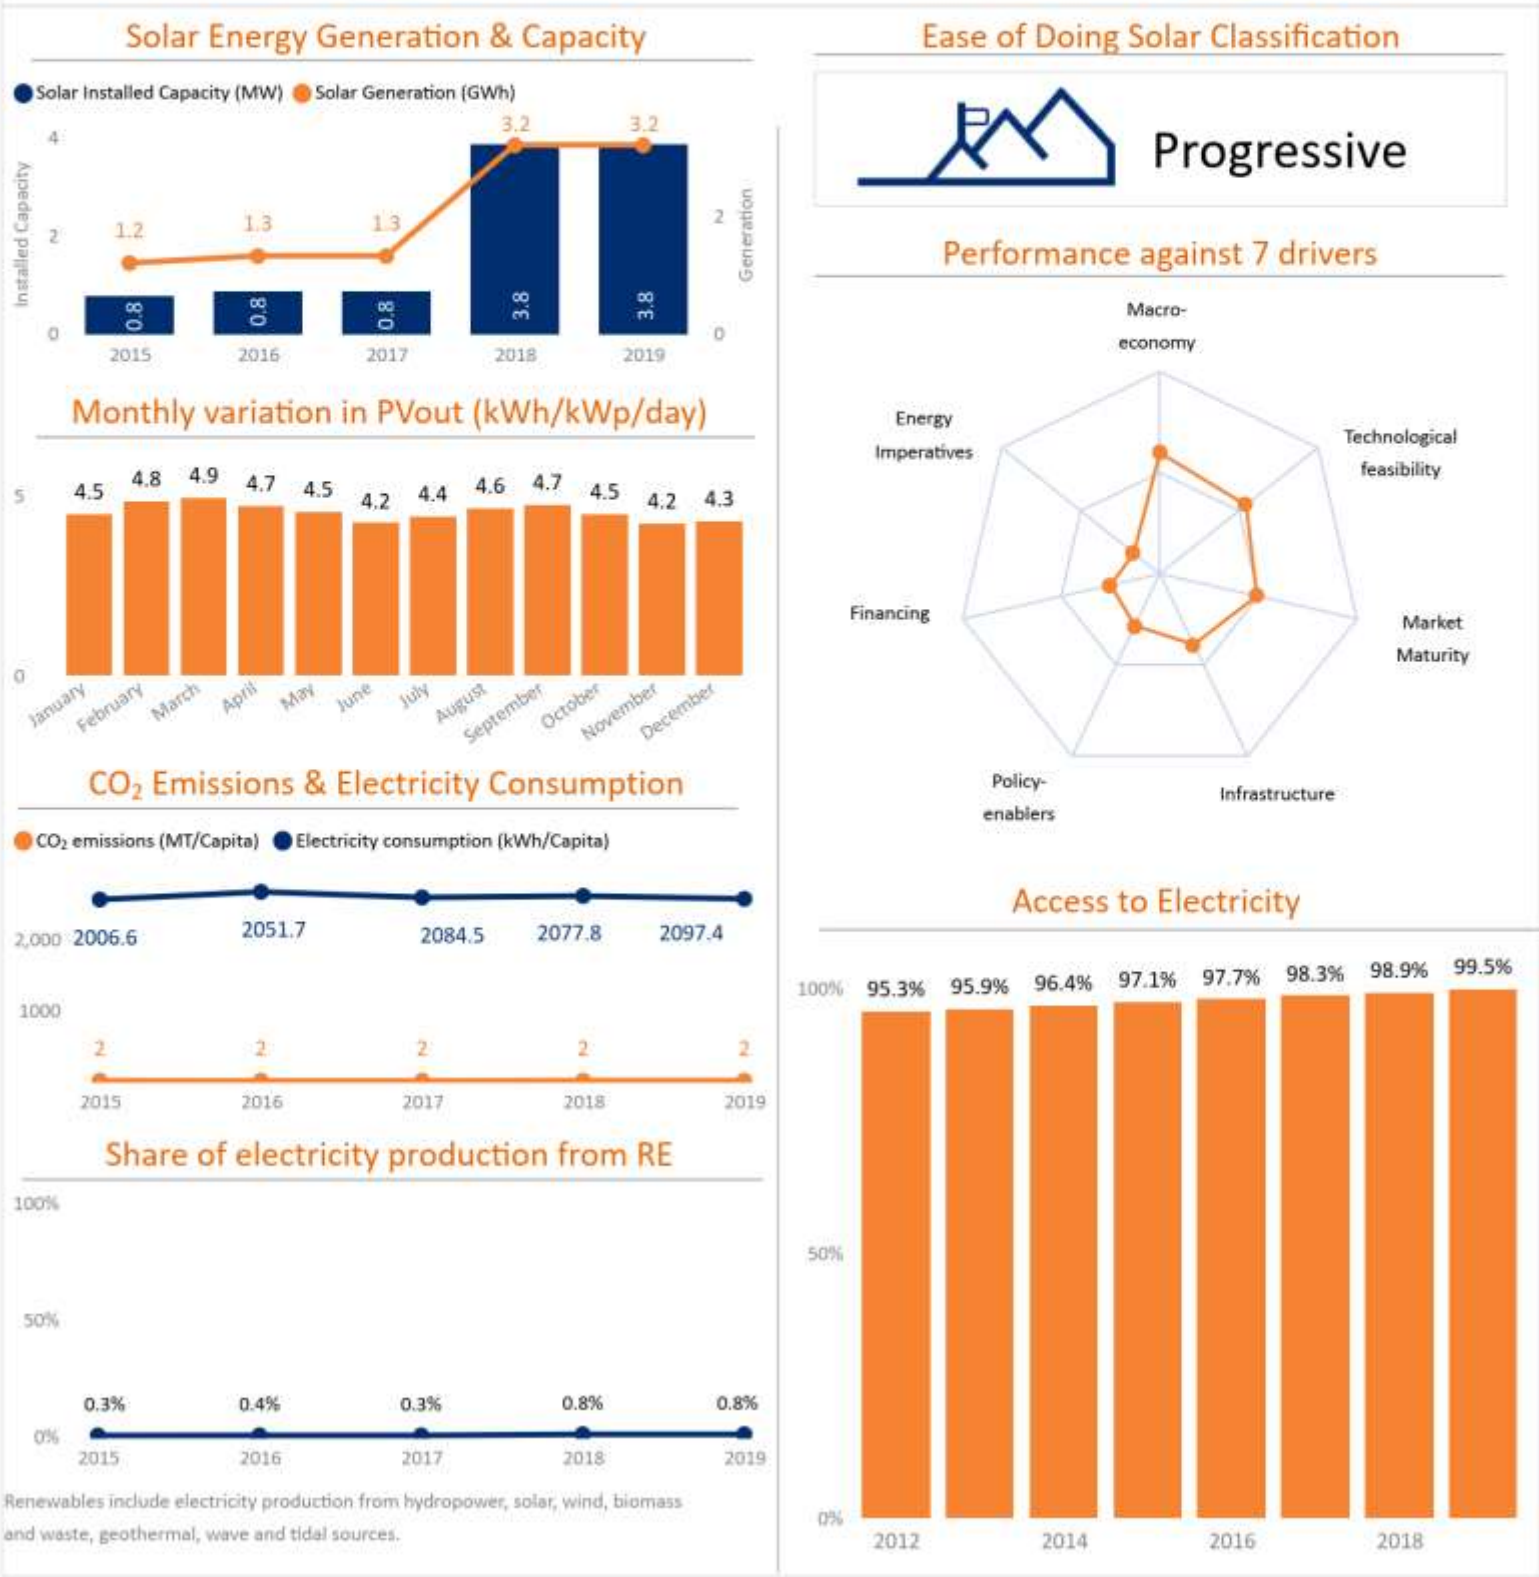 Solar Energy Generation & Capacity
Solar Installed Capacity (MW) Solar Generation (GWh)
Installed Capacity
4
2
0
Generation
2
0
1.2 1.3 1.3 3.2 3.2
0.8 0.8 0.8 3.8 3.8
2015 2016 2017 2018 2019
Monthly variation in PVout (kWh/kWp/day)
5
0
4.5 4.8 4.9 4.7 4.5 4.2 4.4 4.6 4.7 4.5 4.2 4.3
January February March April May June July August September October November December
CO₂ Emissions & Electricity Consumption
CO₂ emissions (MT/Capita) Electricity consumption (kWh/Capita)
2,000 2006.6 2051.7 2084.5 2077.8 2097.4
1000
2 2 2 2 2
2015 2016 2017 2018 2019
Share of electricity production from RE
100%
50%
0%
0.3% 0.4% 0.3% 0.8% 0.8%
2015 2016 2017 2018 2019
Renewables include electricity production from hydropower, solar, wind, biomass
and waste, geothermal, wave and tidal sources.
Ease of Doing Solar Classification
Progressive
Performance against 7 drivers
Macro-
economy
Technological
feasibility
Market
Maturity
Infrastructure
Policy-
enablers
Financing
Energy
Imperatives
Access to Electricity
100%
50%
0%
95.3% 95.9% 96.4% 97.1% 97.7% 98.3% 98.9% 99.5%
2012 2014 2016 2018